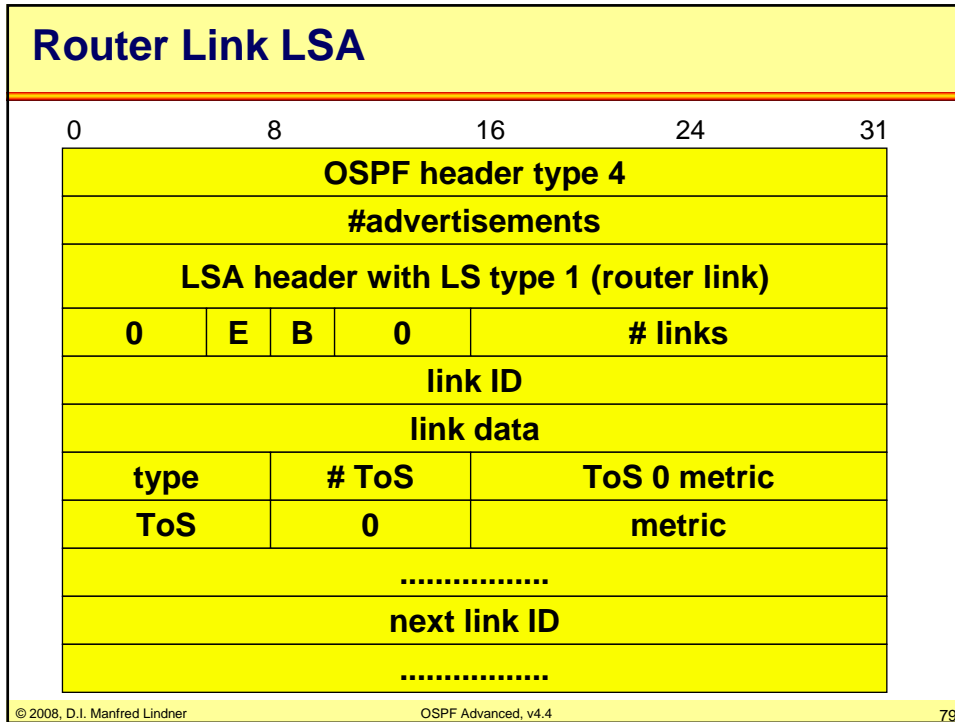 Router Link LSA
0 8 16 24 31
OSPF header type 4
#advertisements
LSA header with LS type 1 (router link)
0 E B 0 # links
link ID
link data
type # ToS ToS 0 metric
ToS 0 metric
.................
next link ID
.................
© 2008, D.I. Manfred Lindner OSPF Advanced, v4.4 79